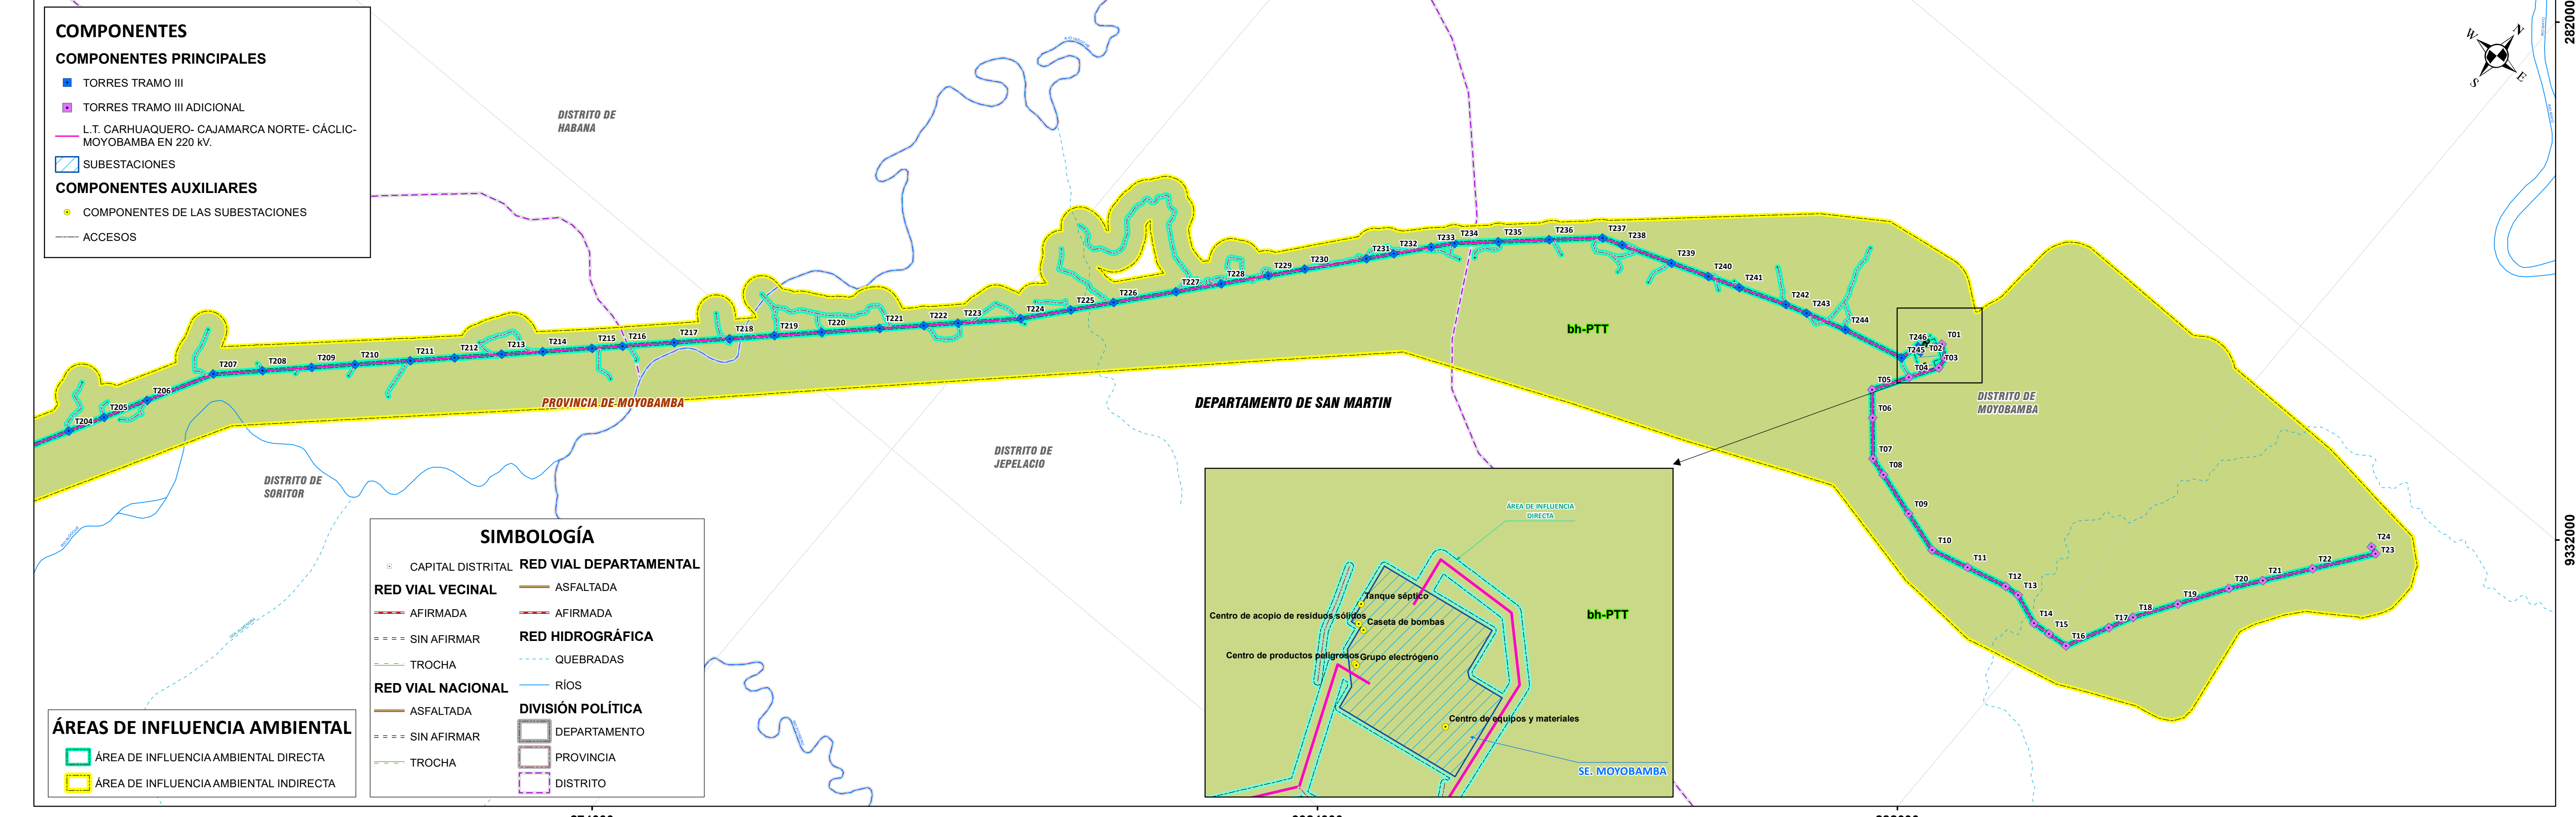 COMPONENTES
COMPONENTES PRINCIPALES
TORRES TRAMO III
TORRES TRAMO III ADICIONAL
L.T. CARHUAQUERO- CAJAMARCA NORTE- CÁCLIC-
MOYOBAMBA EN 220 kV.
SUBESTACIONES
COMPONENTES AUXILIARES
COMPONENTES DE LAS SUBESTACIONES
ACCESOS
DISTRITO DE
HABANA
N
W
E
S
282000
9332000
T204
T205
T206
T207
T208
T209
T210
T211
T212
T213
T214
T215
T216
T217
T218
T219
T220
T221
T222
T223
T224
T225
T226
T227
T228
T229
T230
T231
T232
T233
T234
T235
T236
T237
T238
T239
T240
T241
T242
T243
T244
T245
T246
T01
T02
T03
T04
T05
T06
T07
T08
T09
T10
T11
T12
T13
T14
T15
T16
T17
T18
T19
T20
T21
T22
T23
T24
bh-PTT
PROVINCIA DE MOYOBAMBA
DEPARTAMENTO DE SAN MARTIN
DISTRITO DE
MOYOBAMBA
DISTRITO DE
JEPELACIO
DISTRITO DE
SORITOR
SIMBOLOGÍA
CAPITAL DISTRITAL
RED VIAL VECINAL
AFIRMADA
SIN AFIRMAR
TROCHA
RED VIAL NACIONAL
ASFALTADA
SIN AFIRMAR
TROCHA
RED VIAL DEPARTAMENTAL
ASFALTADA
AFIRMADA
RED HIDROGRÁFICA
QUEBRADAS
RÍOS
DIVISIÓN POLÍTICA
DEPARTAMENTO
PROVINCIA
DISTRITO
ÁREAS DE INFLUENCIA AMBIENTAL
ÁREA DE INFLUENCIA AMBIENTAL DIRECTA
ÁREA DE INFLUENCIA AMBIENTAL INDIRECTA
ÁREA DE INFLUENCIA
DIRECTA
bh-PTT
Tanque séptico
Centro de acopio de residuos sólidos
Caseta de bombas
Centro de productos peligrosos
Grupo electrógeno
Centro de equipos y materiales
SE. MOYOBAMBA